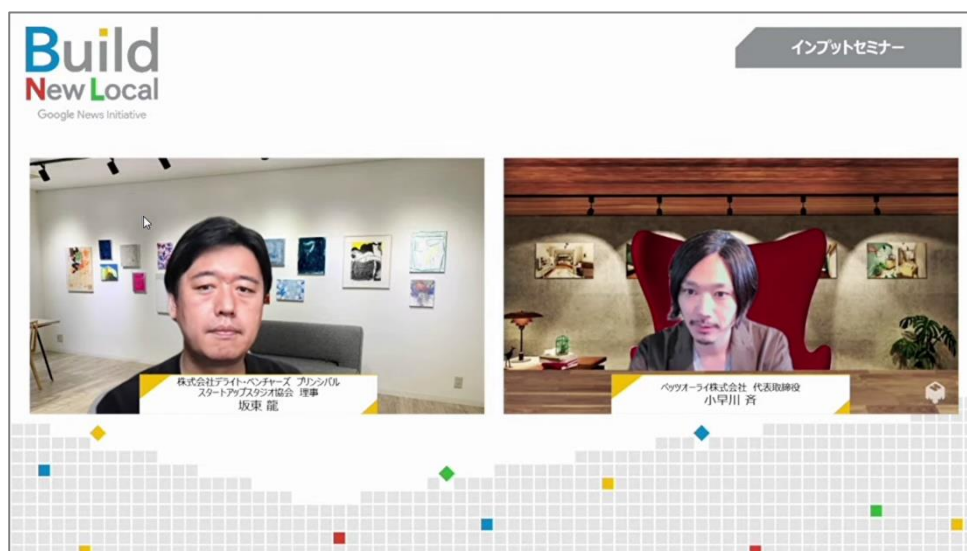 Build
New Local
Google News Initiative
インプットセミナー
株式会社デライト・ベンチャーズ プリンシパル
スタートアップスタジオ協会 理事
坂東 龍
ベッツオーライ株式会社 代表取締役
小早川 斉